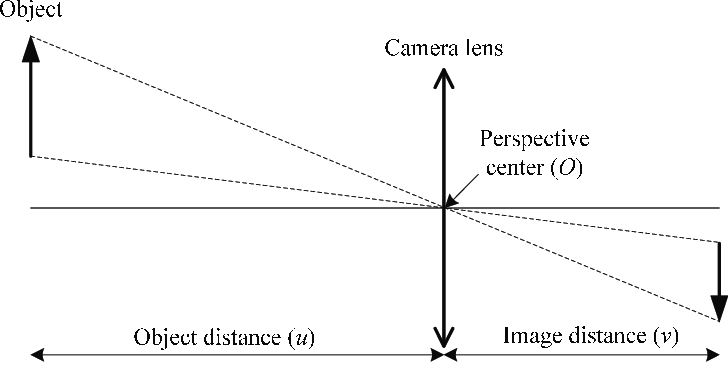 Object
Camera lens
Perspective
center (O)
Object distance (u)
Image distance (v)